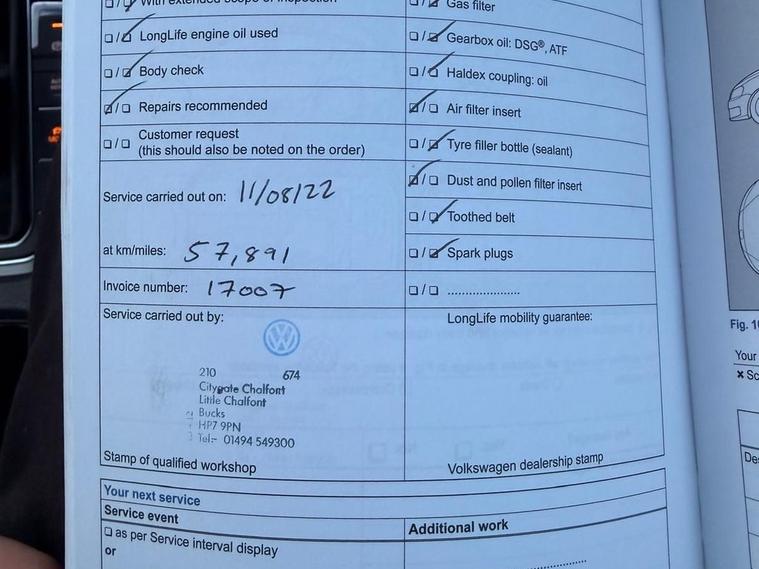 With extended scope of inspection
LongLife engine oil used
Body check
Repairs recommended
Customer request
(this should also be noted on the order)
Service carried out on: 11/08/22
at km/miles: 57,891
Invoice number: 17007
Service carried out by:
210 674
Citygate Chalfont
Little Chalfont
Bucks
HP7 9PN
Tel:- 01494 549300
Stamp of qualified workshop
Gas filter
Gearbox oil: DSG®, ATF
Haldex coupling: oil
Air filter insert
Tyre filler bottle (sealant)
Dust and pollen filter insert
Toothed belt
Spark plugs
LongLife mobility guarantee:
Volkswagen dealership stamp
Your next service
Service event
as per Service interval display
or
Additional work
Fig.
Your